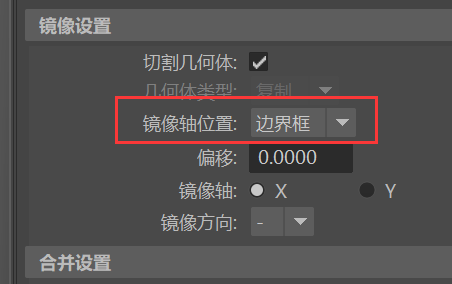 镜像设置
切割几何体:
几何体类型: 复制
镜像轴位置: 边界框
偏移: 0.0000
镜像轴: X Y
镜像方向: -
合并设置